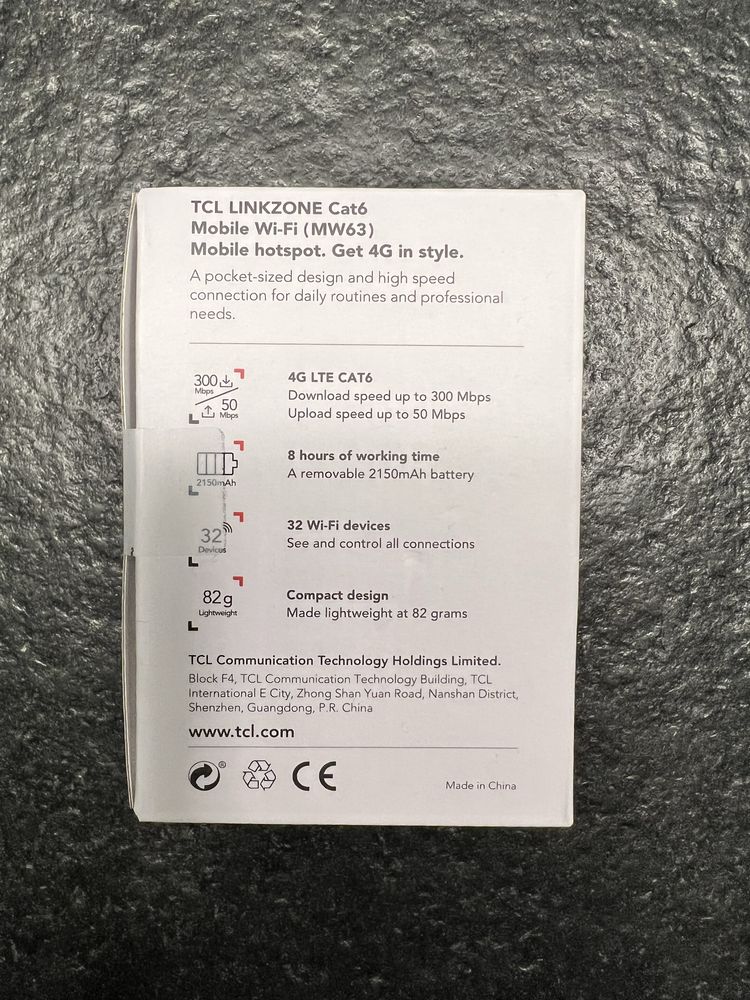 TCL LINKZONE Cat6
Mobile Wi-Fi (MW63)
Mobile hotspot. Get 4G in style.
A pocket-sized design and high speed
connection for daily routines and professional
needs.
300
Mbps
50
Mbps
4G LTE CAT6
Download speed up to 300 Mbps
Upload speed up to 50 Mbps
2150mAh
8 hours of working time
A removable 2150mAh battery
32
Devices
32 Wi-Fi devices
See and control all connections
82g
Lightweight
Compact design
Made lightweight at 82 grams
TCL Communication Technology Holdings Limited.
Block F4, TCL Communication Technology Building, TCL
International E City, Zhong Shan Yuan Road, Nanshan District,
Shenzhen, Guangdong, P.R. China
www.tcl.com
® CE
Made in China